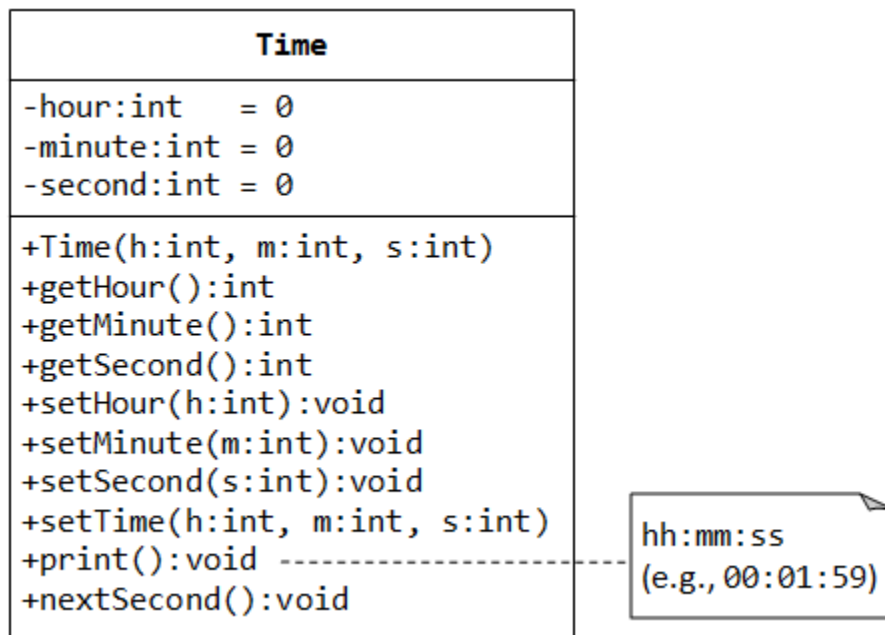 Time
-hour:int   = 0
-minute:int = 0
-second:int = 0
+Time(h:int, m:int, s:int)
+getHour():int
+getMinute():int
+getSecond():int
+setHour(h:int):void
+setMinute(m:int):void
+setSecond(s:int):void
+setTime(h:int, m:int, s:int)
+print():void
+nextSecond():void
hh:mm:ss
(e.g., 00:01:59)